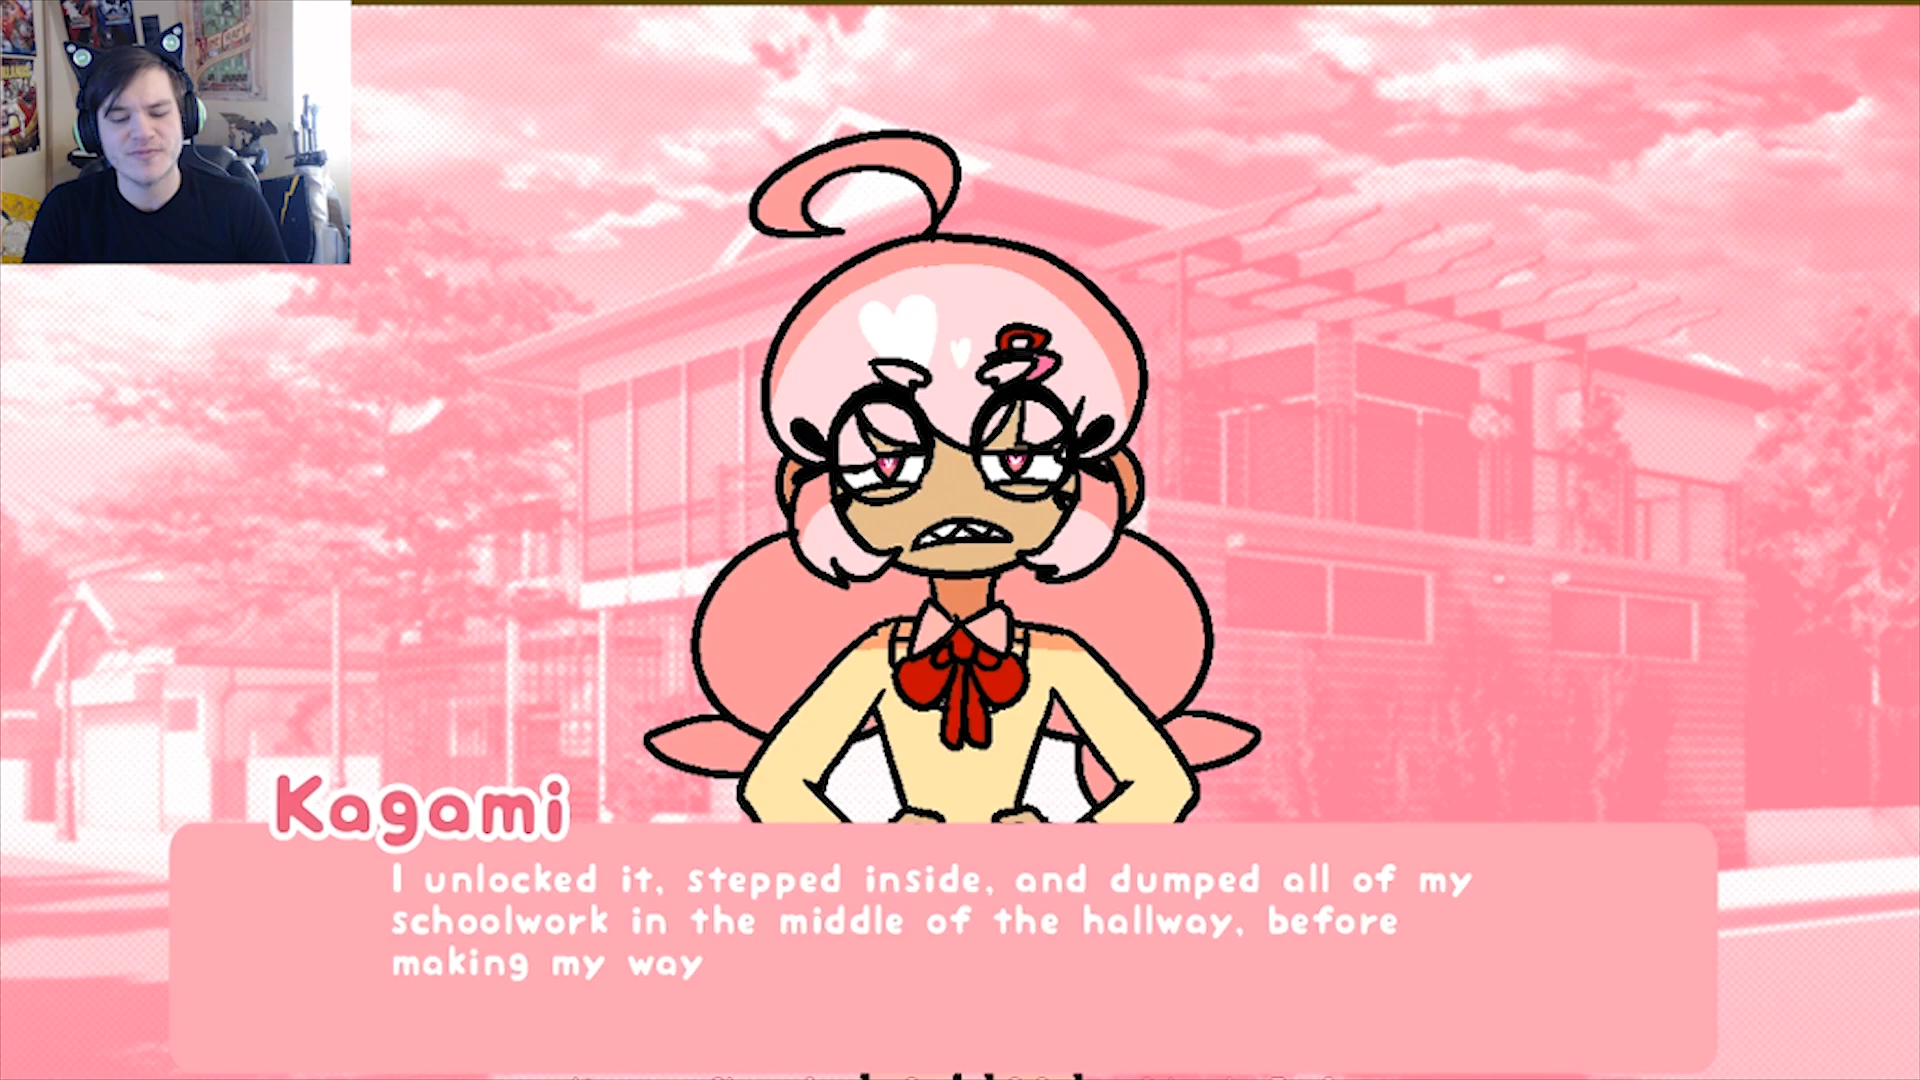 Kagami
I unlocked it, stepped inside, and dumped all of my
schoolwork in the middle of the hallway, before
making my way